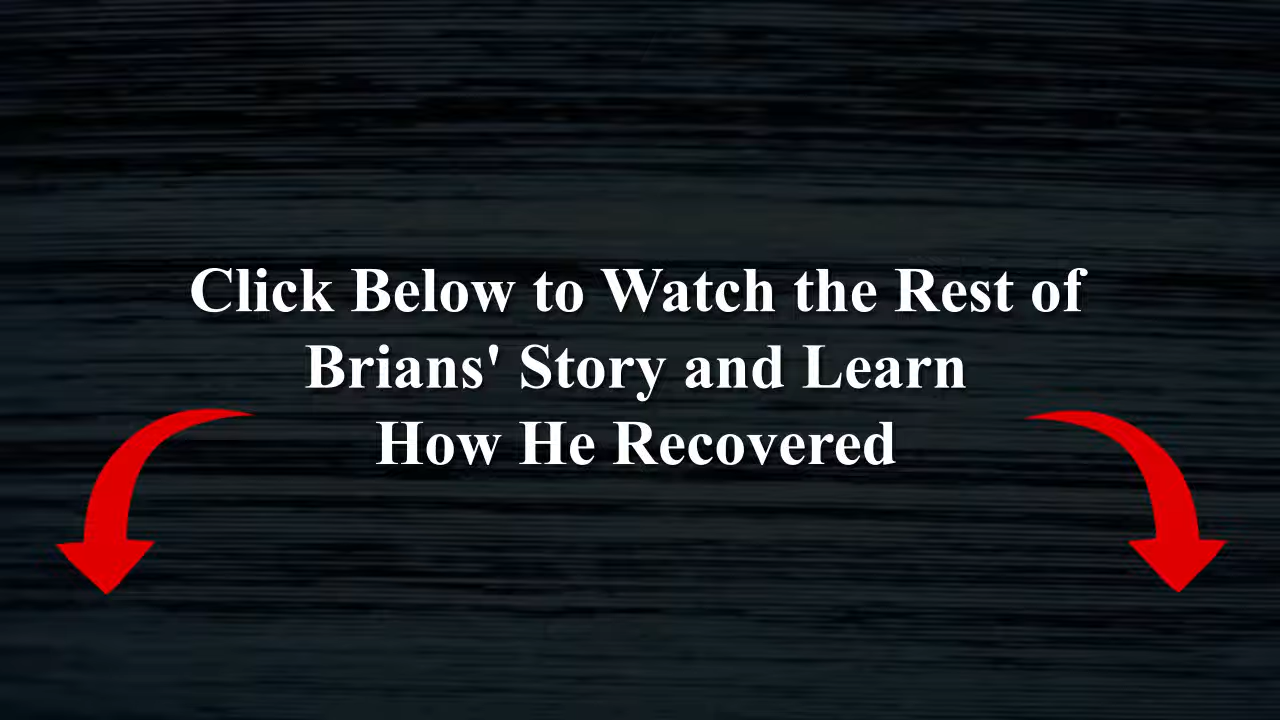 Click Below to Watch the Rest of
Brians' Story and Learn
How He Recovered